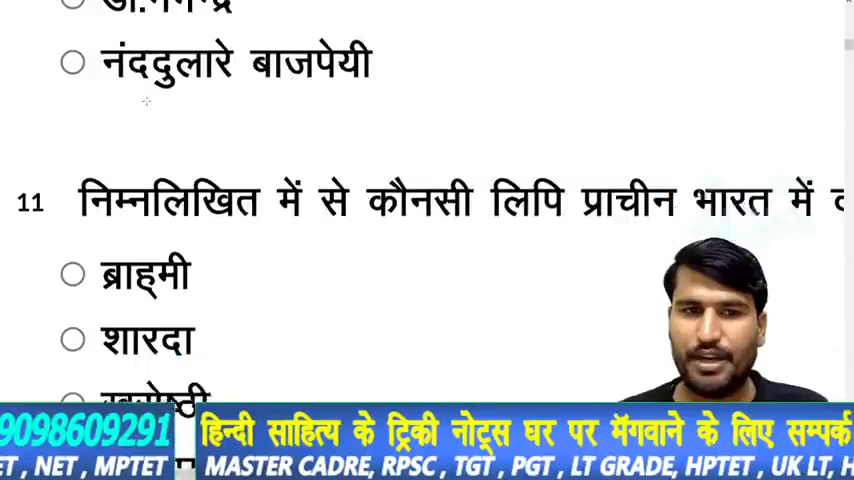 नंददुलारे बाजपेयी
11 निम्नलिखित में से कौनसी लिपि प्राचीन भारत में
ब्राह्मी
शारदा
9098609291 हिन्दी साहित्य के ट्रिकी नोट्स घर पर मॅगवाने के लिए सम्पर्क
ET , NET , MPTET MASTER CADRE, RPSC , TGT , PGT , LT GRADE, HPTET , UK LT,